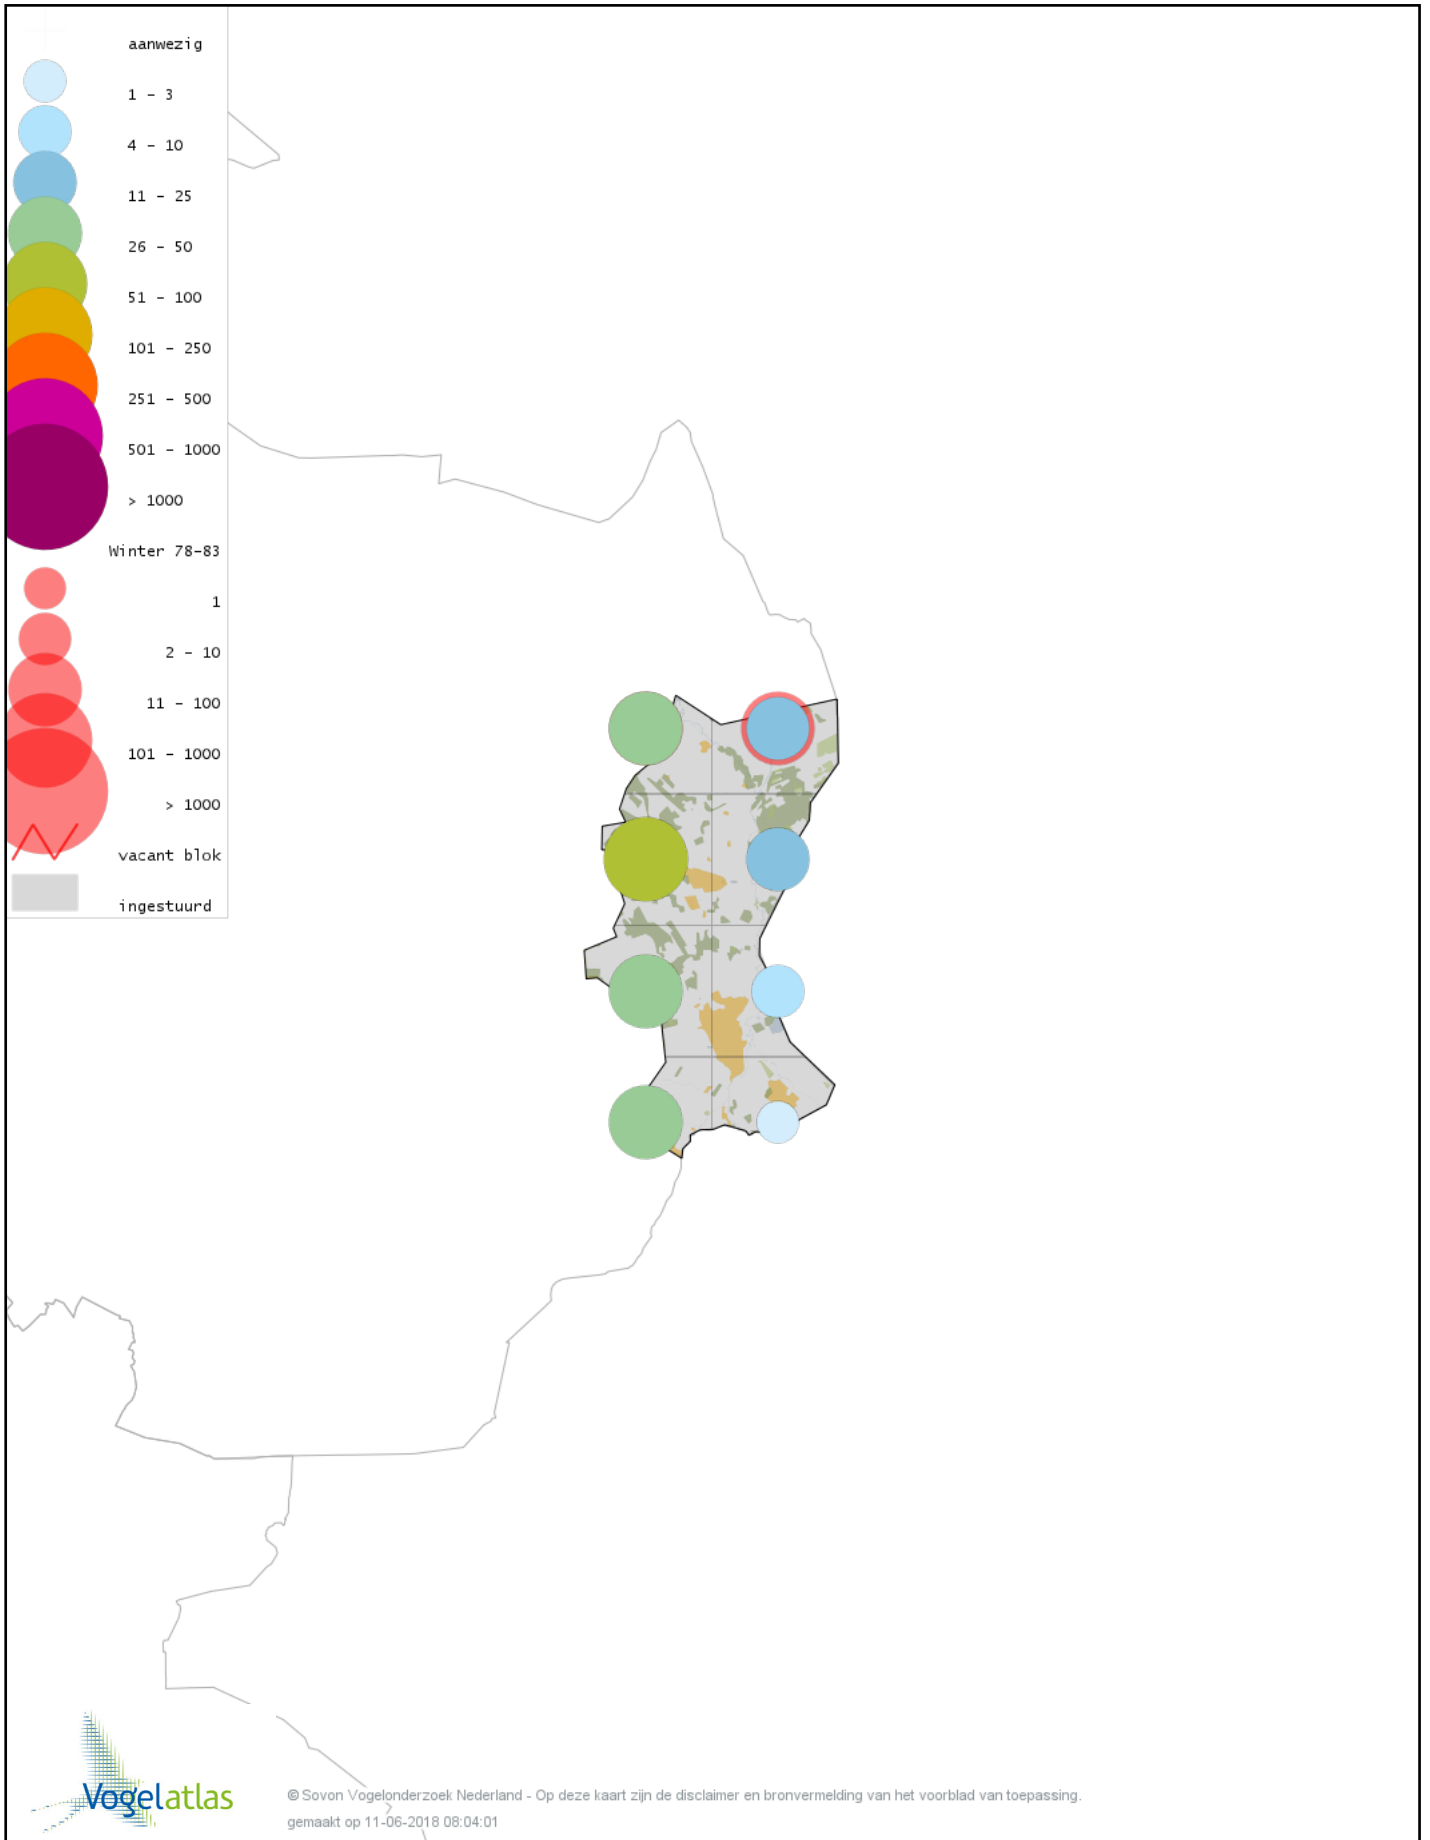 aanwezig
1 - 3
4 - 10
11 - 25
26 - 50
51 - 100
101 - 250
251 - 500
501 - 1000
> 1000
Winter 78-83
1
2 - 10
11 - 100
101 - 1000
> 1000
vacant blok
ingestuurd
Vogelatlas
© Sovon Vogelonderzoek Nederland - Op deze kaart zijn de disclaimer en bronvermelding van het voorblad van toepassing.
gemaakt op 11-06-2018 08:04:01